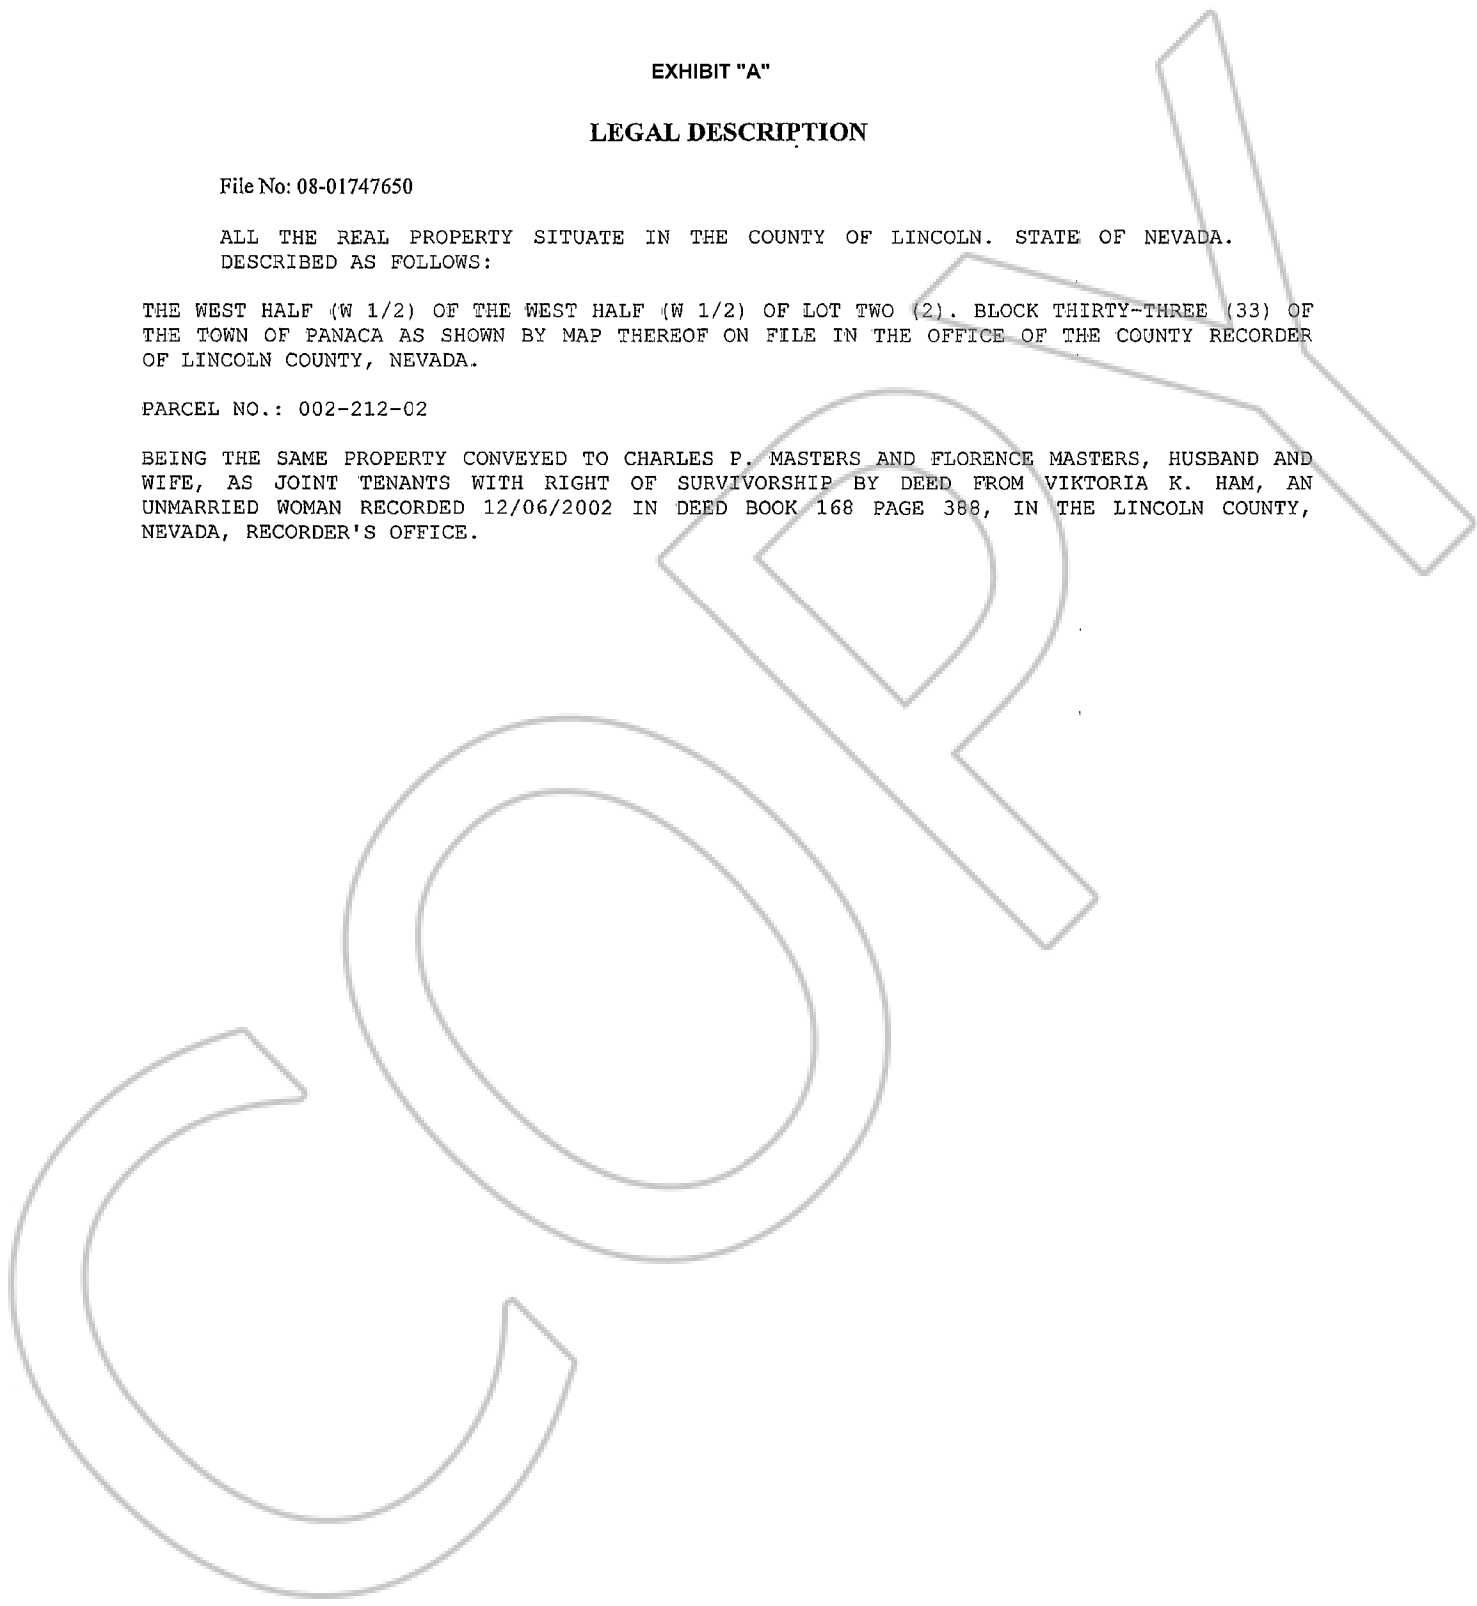 EXHIBIT "A"
LEGAL DESCRIPTION
File No: 08-01747650
ALL THE REAL PROPERTY SITUATE IN THE COUNTY OF LINCOLN. STATE OF NEVADA.
DESCRIBED AS FOLLOWS:
THE WEST HALF (W 1/2) OF THE WEST HALF (W 1/2) OF LOT TWO (2). BLOCK THIRTY-THREE (33) OF
THE TOWN OF PANACA AS SHOWN BY MAP THEREOF ON FILE IN THE OFFICE OF THE COUNTY RECORDER
OF LINCOLN COUNTY, NEVADA.
PARCEL NO.: 002-212-02
BEING THE SAME PROPERTY CONVEYED TO CHARLES P. MASTERS AND FLORENCE MASTERS, HUSBAND AND
WIFE, AS JOINT TENANTS WITH RIGHT OF SURVIVORSHIP BY DEED FROM VIKTORIA K. HAM, AN
UNMARRIED WOMAN RECORDED 12/06/2002 IN DEED BOOK 168 PAGE 388, IN THE LINCOLN COUNTY,
NEVADA, RECORDER'S OFFICE.
COPY